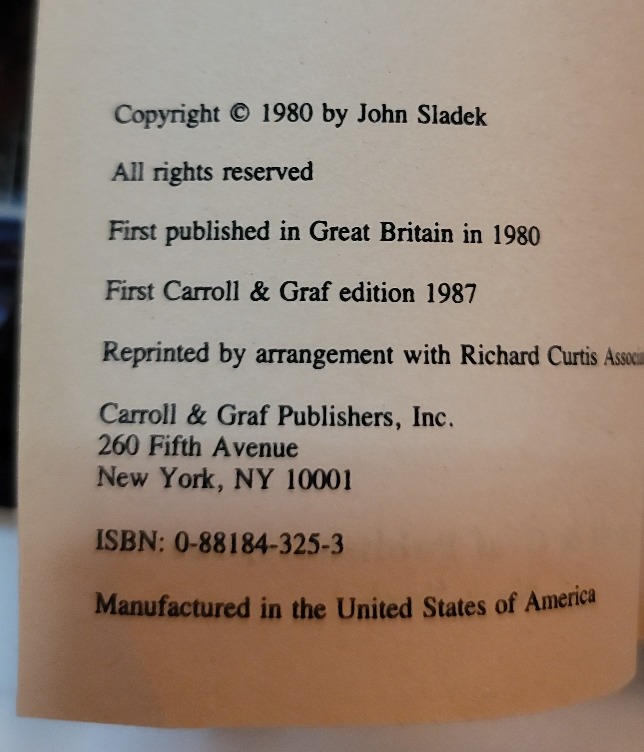 Copyright © 1980 by John Sladek
All rights reserved
First published in Great Britain in 1980
First Carroll & Graf edition 1987
Reprinted by arrangement with Richard Curtis
Carroll & Graf Publishers, Inc.
260 Fifth Avenue
New York, NY 10001
ISBN: 0-88184-325-3
Manufactured in the United States of America